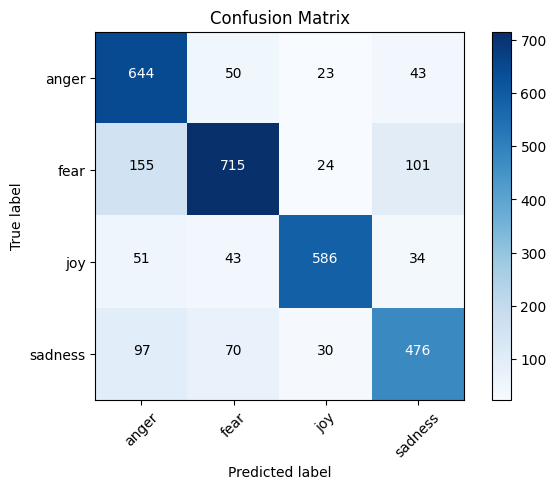 Confusion Matrix
True label
anger 644 50 23 43
fear 155 715 24 101
joy 51 43 586 34
sadness 97 70 30 476
anger fear joy sadness
Predicted label
700
600
500
400
300
200
100